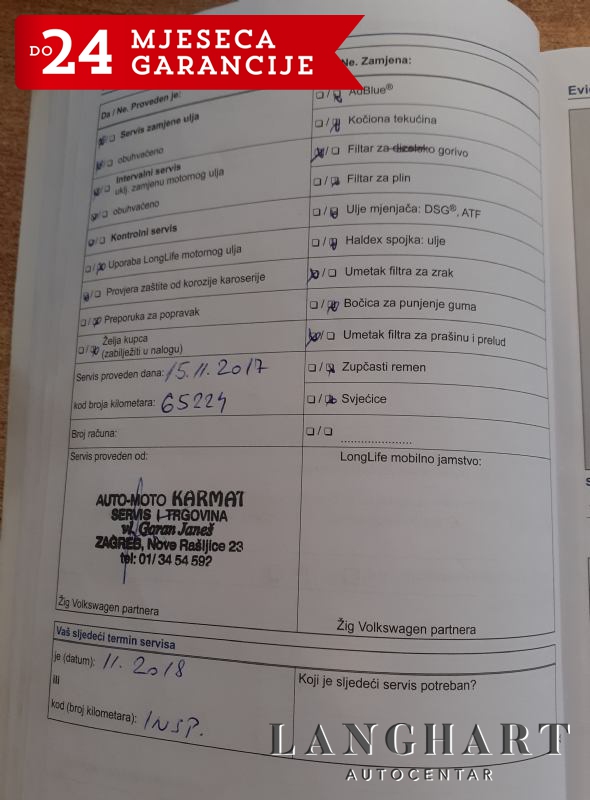 DO 24 MJESECA
GARANCIJE
Da / Ne. Proveden je:
Servis zamjene ulja
obuhvaćeno
Intervalni servis
uklj. zamjenu motornog ulja
obuhvaćeno
Kontrolni servis
Uporaba LongLife motornog ulja
Provjera zaštite od korozije karoserije
Preporuka za popravak
Želja kupca
(zabilježiti u nalogu)
Servis proveden dana: 15.11.2017
kod broja kilometara: 65224
Broj računa:
Servis proveden od:
AUTO-MOTO KARMAT
SERVIS I TRGOVINA
vl. Goran Janeš
ZAGREB, Nove Rašljice 23
tel: 01/ 34 54 592
Žig Volkswagen partnera
Ne. Zamjena:
AdBlue®
Kočiona tekućina
Filtar za dizelsko gorivo
Filtar za plin
Ulje mjenjača: DSG®, ATF
Haldex spojka: ulje
Umetak filtra za zrak
Bočica za punjenje guma
Umetak filtra za prašinu i prelud
Zupčasti remen
Svjećice
LongLife mobilno jamstvo:
Žig Volkswagen partnera
Vaš sljedeći termin servisa
je (datum): 11. 2018
ili
kod (broj kilometara): INSP.
Koji je sljedeći servis potreban?
Evi
LANGHART
AUTOCENTAR